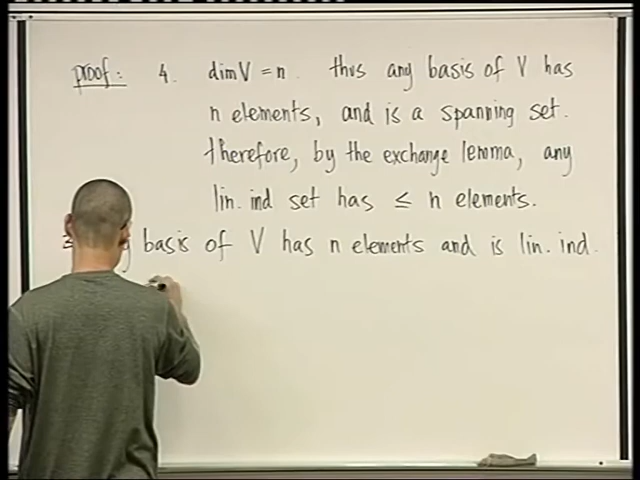 proof: 4. dim V = n. thus any basis of V has
n elements, and is a spanning set.
therefore, by the exchange lemma, any
lin. ind set has ≤ n elements.
basis of V has n elements and is lin. ind.